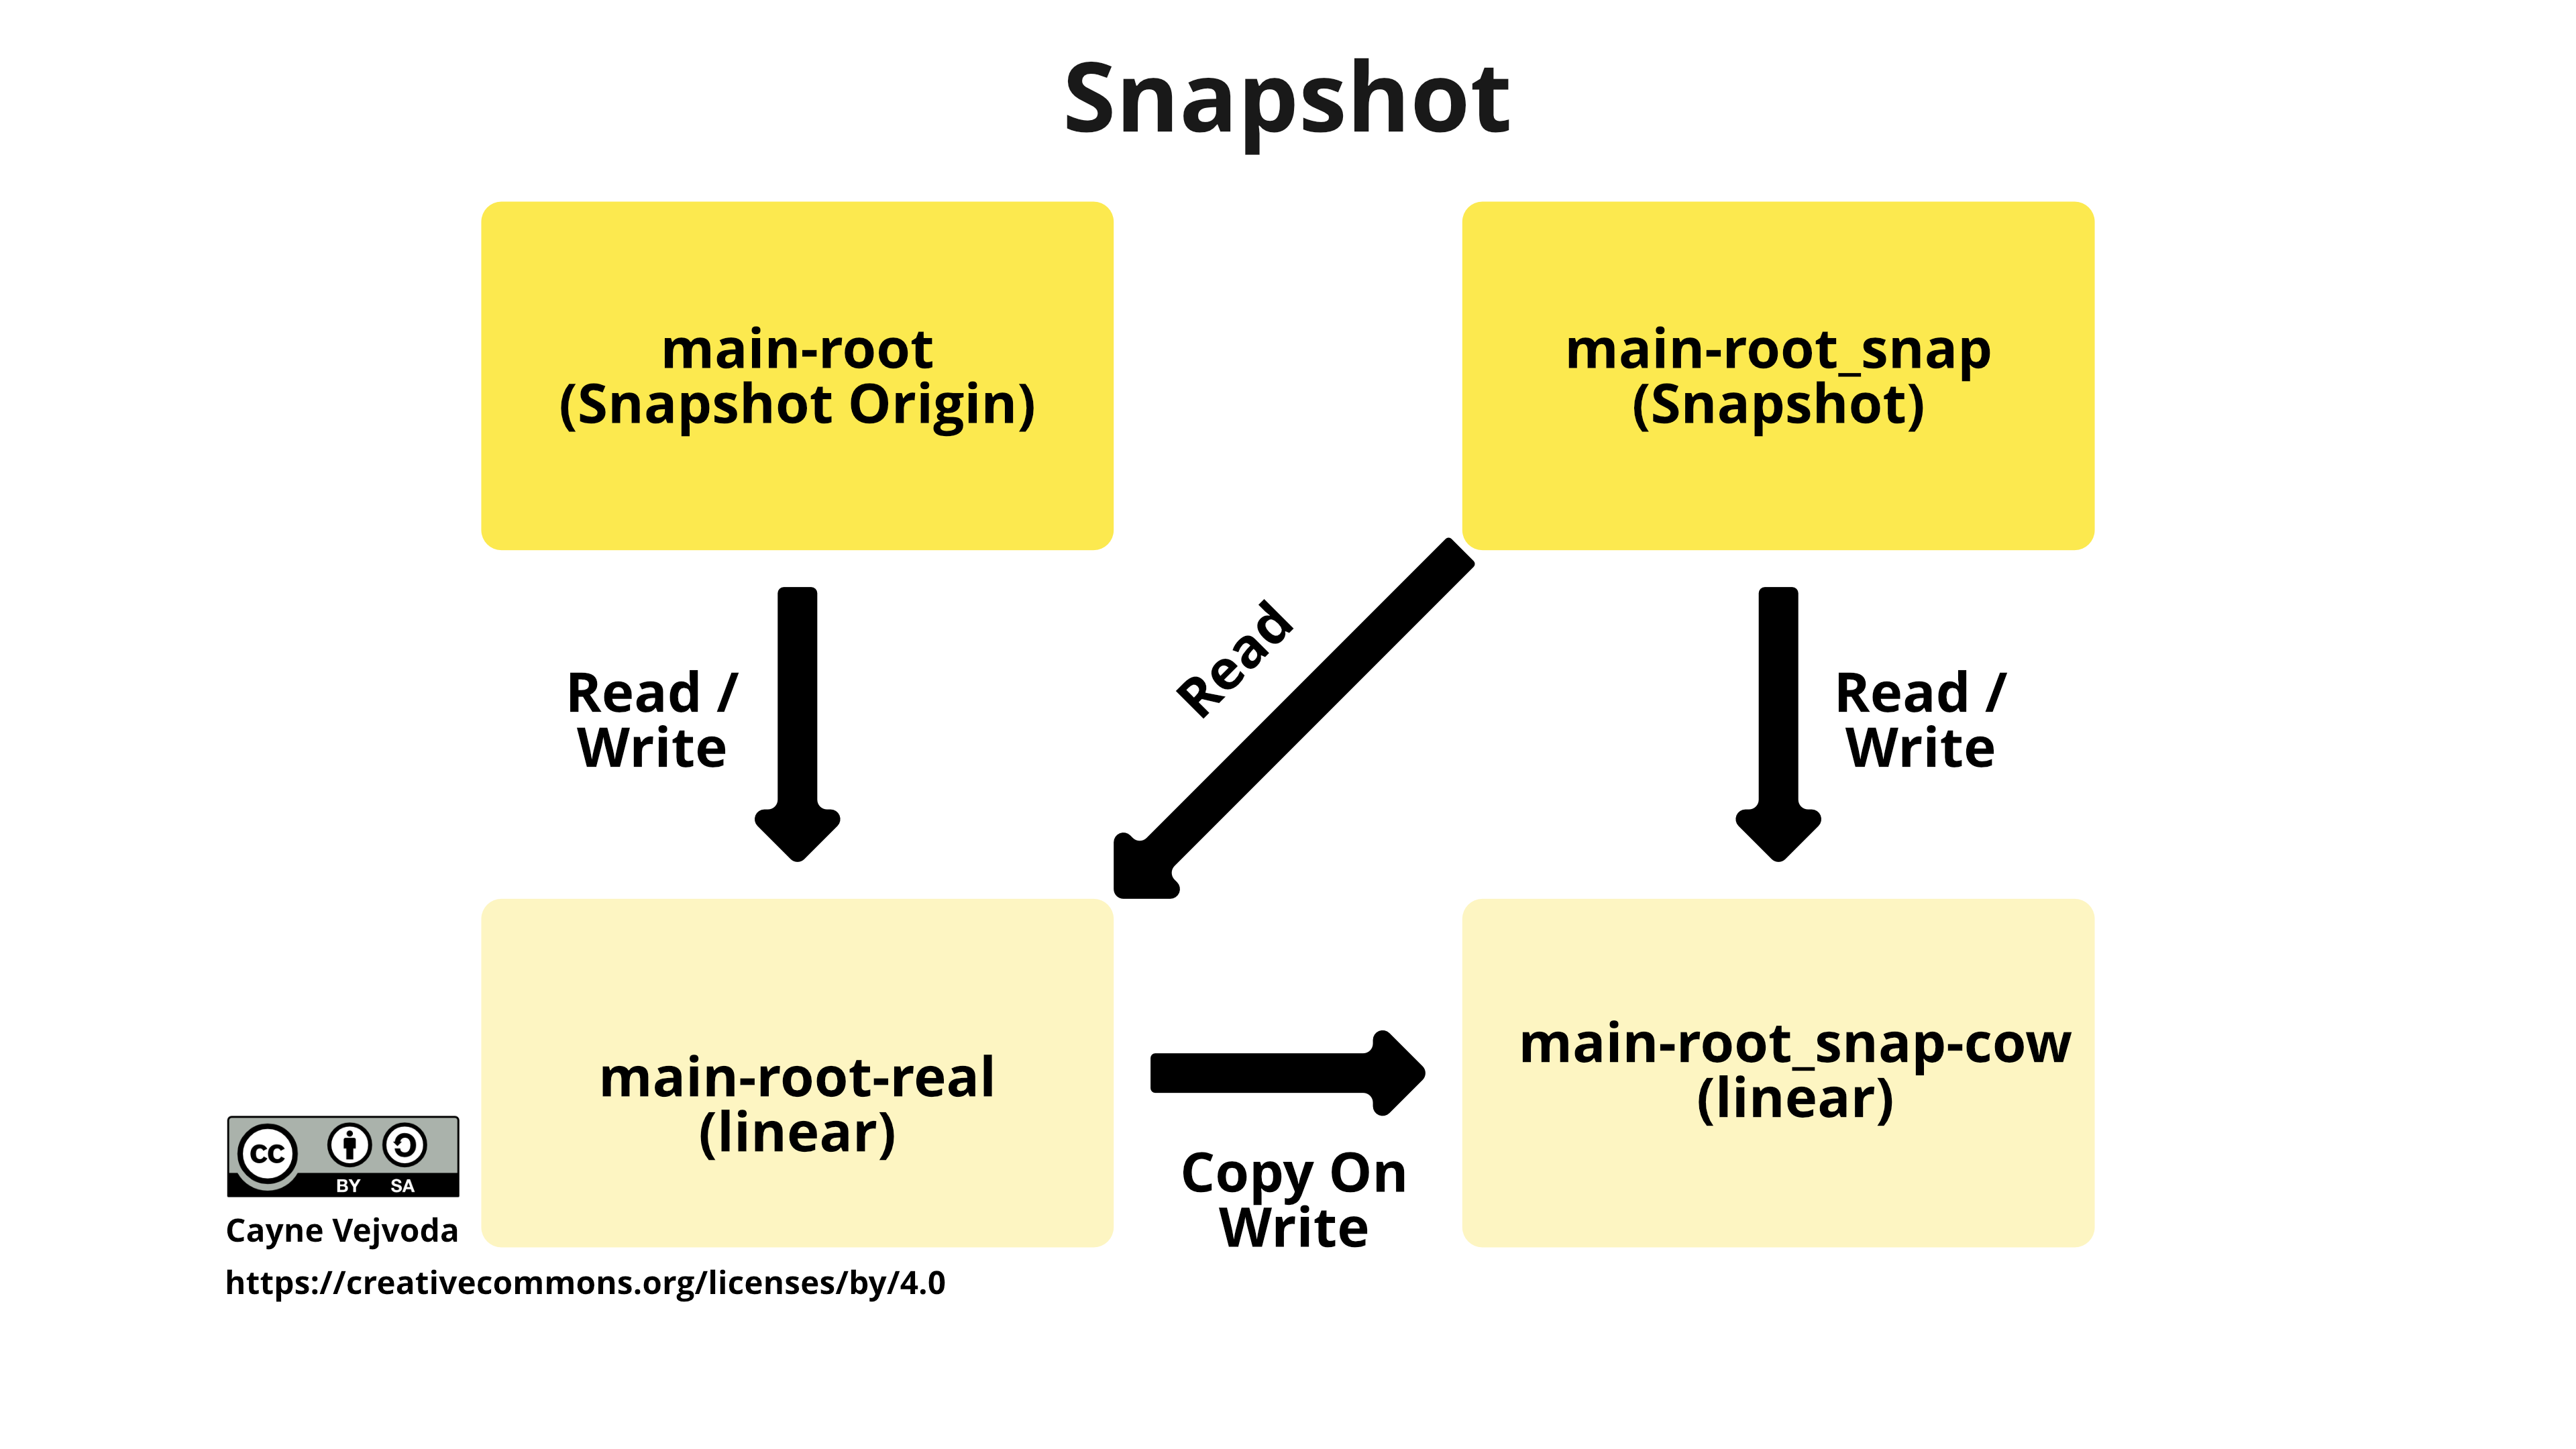 Snapshot
main-root
(Snapshot Origin)
main-root_snap
(Snapshot)
Read /
Write
Read
Read /
Write
main-root-real
(linear)
main-root_snap-cow
(linear)
Copy On
Write
CC
BY SA
Cayne Vejvoda
https://creativecommons.org/licenses/by/4.0